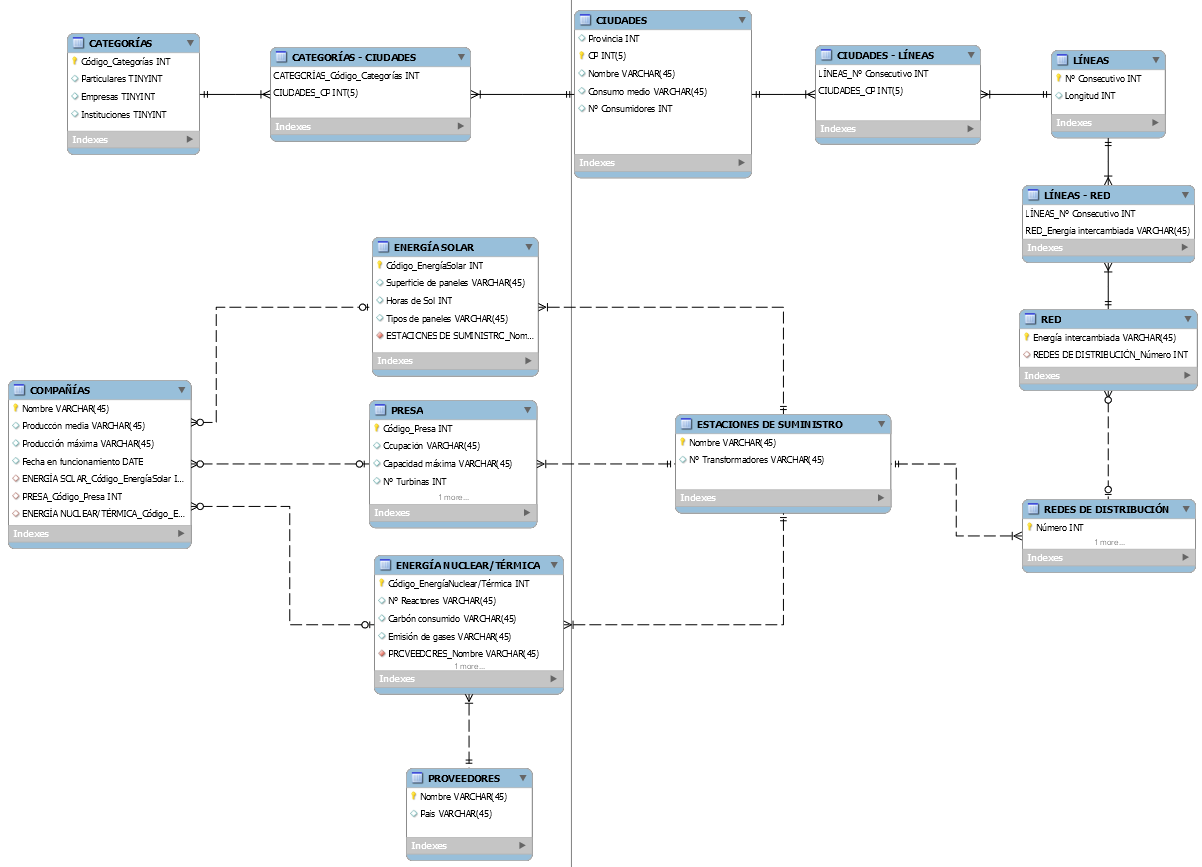 CATEGORÍAS
Código_Categorías INT
Particulares TINYINT
Empresas TINYINT
Instituciones TINYINT
Indexes
CATEGORÍAS - CIUDADES
CATEGCRÍAS_Código_Categorías INT
CIUDADES_CP INT(5)
Indexes
CIUDADES
Provincia INT
CP INT(5)
Nombre VARCHAR(45)
Consumo medio VARCHAR(45)
Nº Consumidores INT
Indexes
CIUDADES - LÍNEAS
LÍNEAS_Nº Consecutivo INT
CIUDADES_CP INT(5)
Indexes
LÍNEAS
Nº Consecutivo INT
Longitud INT
Indexes
LÍNEAS - RED
LÍNEAS_Nº Consecutivo INT
RED_Energía intercambiada VARCHAR(45)
Indexes
RED
Energía intercambiada VARCHAR(45)
REDES DE DISTRIBUCIÓN_Número INT
Indexes
ENERGÍA SOLAR
Código_EnergíaSolar INT
Superficie de paneles VARCHAR(45)
Horas de Sol INT
Tipos de paneles VARCHAR(45)
ESTACICNES DE SUMINISTRC_Nom...
Indexes
COMPAÑÍAS
Nombre VARCHAR(45)
Produccón media VARCHAR(45)
Producción máxima VARCHAR(45)
Fecha en funcionamiento DATE
ENERGÍA SCLAR_Código_EnergíaSolar I...
PRESA_Código_Presa INT
ENERGÍA NUCLEAR/TÉRMICA_Código_E...
Indexes
PRESA
Código_Presa INT
Ccupación VARCHAR(45)
Capacidad máxima VARCHAR(45)
Nº Turbinas INT
1 more...
Indexes
ESTACIONES DE SUMINISTRO
Nombre VARCHAR(45)
Nº Transformadores VARCHAR(45)
Indexes
REDES DE DISTRIBUCIÓN
Número INT
1 more...
Indexes
ENERGÍA NUCLEAR/TÉRMICA
Código_EnergíaNuclear/Térmica INT
Nº Reactores VARCHAR(45)
Carbón consumido VARCHAR(45)
Emisión de gases VARCHAR(45)
PRCVEEDCRES_Nombre VARCHAR(45)
1 more...
Indexes
PROVEEDORES
Nombre VARCHAR(45)
País VARCHAR(45)
Indexes